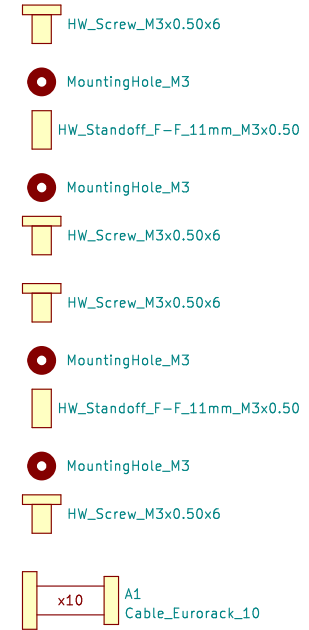 HW_Screw_M3x0.50x6
MountingHole_M3
HW_Standoff_F-F_11mm_M3x0.50
MountingHole_M3
HW_Screw_M3x0.50x6
HW_Screw_M3x0.50x6
MountingHole_M3
HW_Standoff_F-F_11mm_M3x0.50
MountingHole_M3
HW_Screw_M3x0.50x6
x10
A1
Cable_Eurorack_10